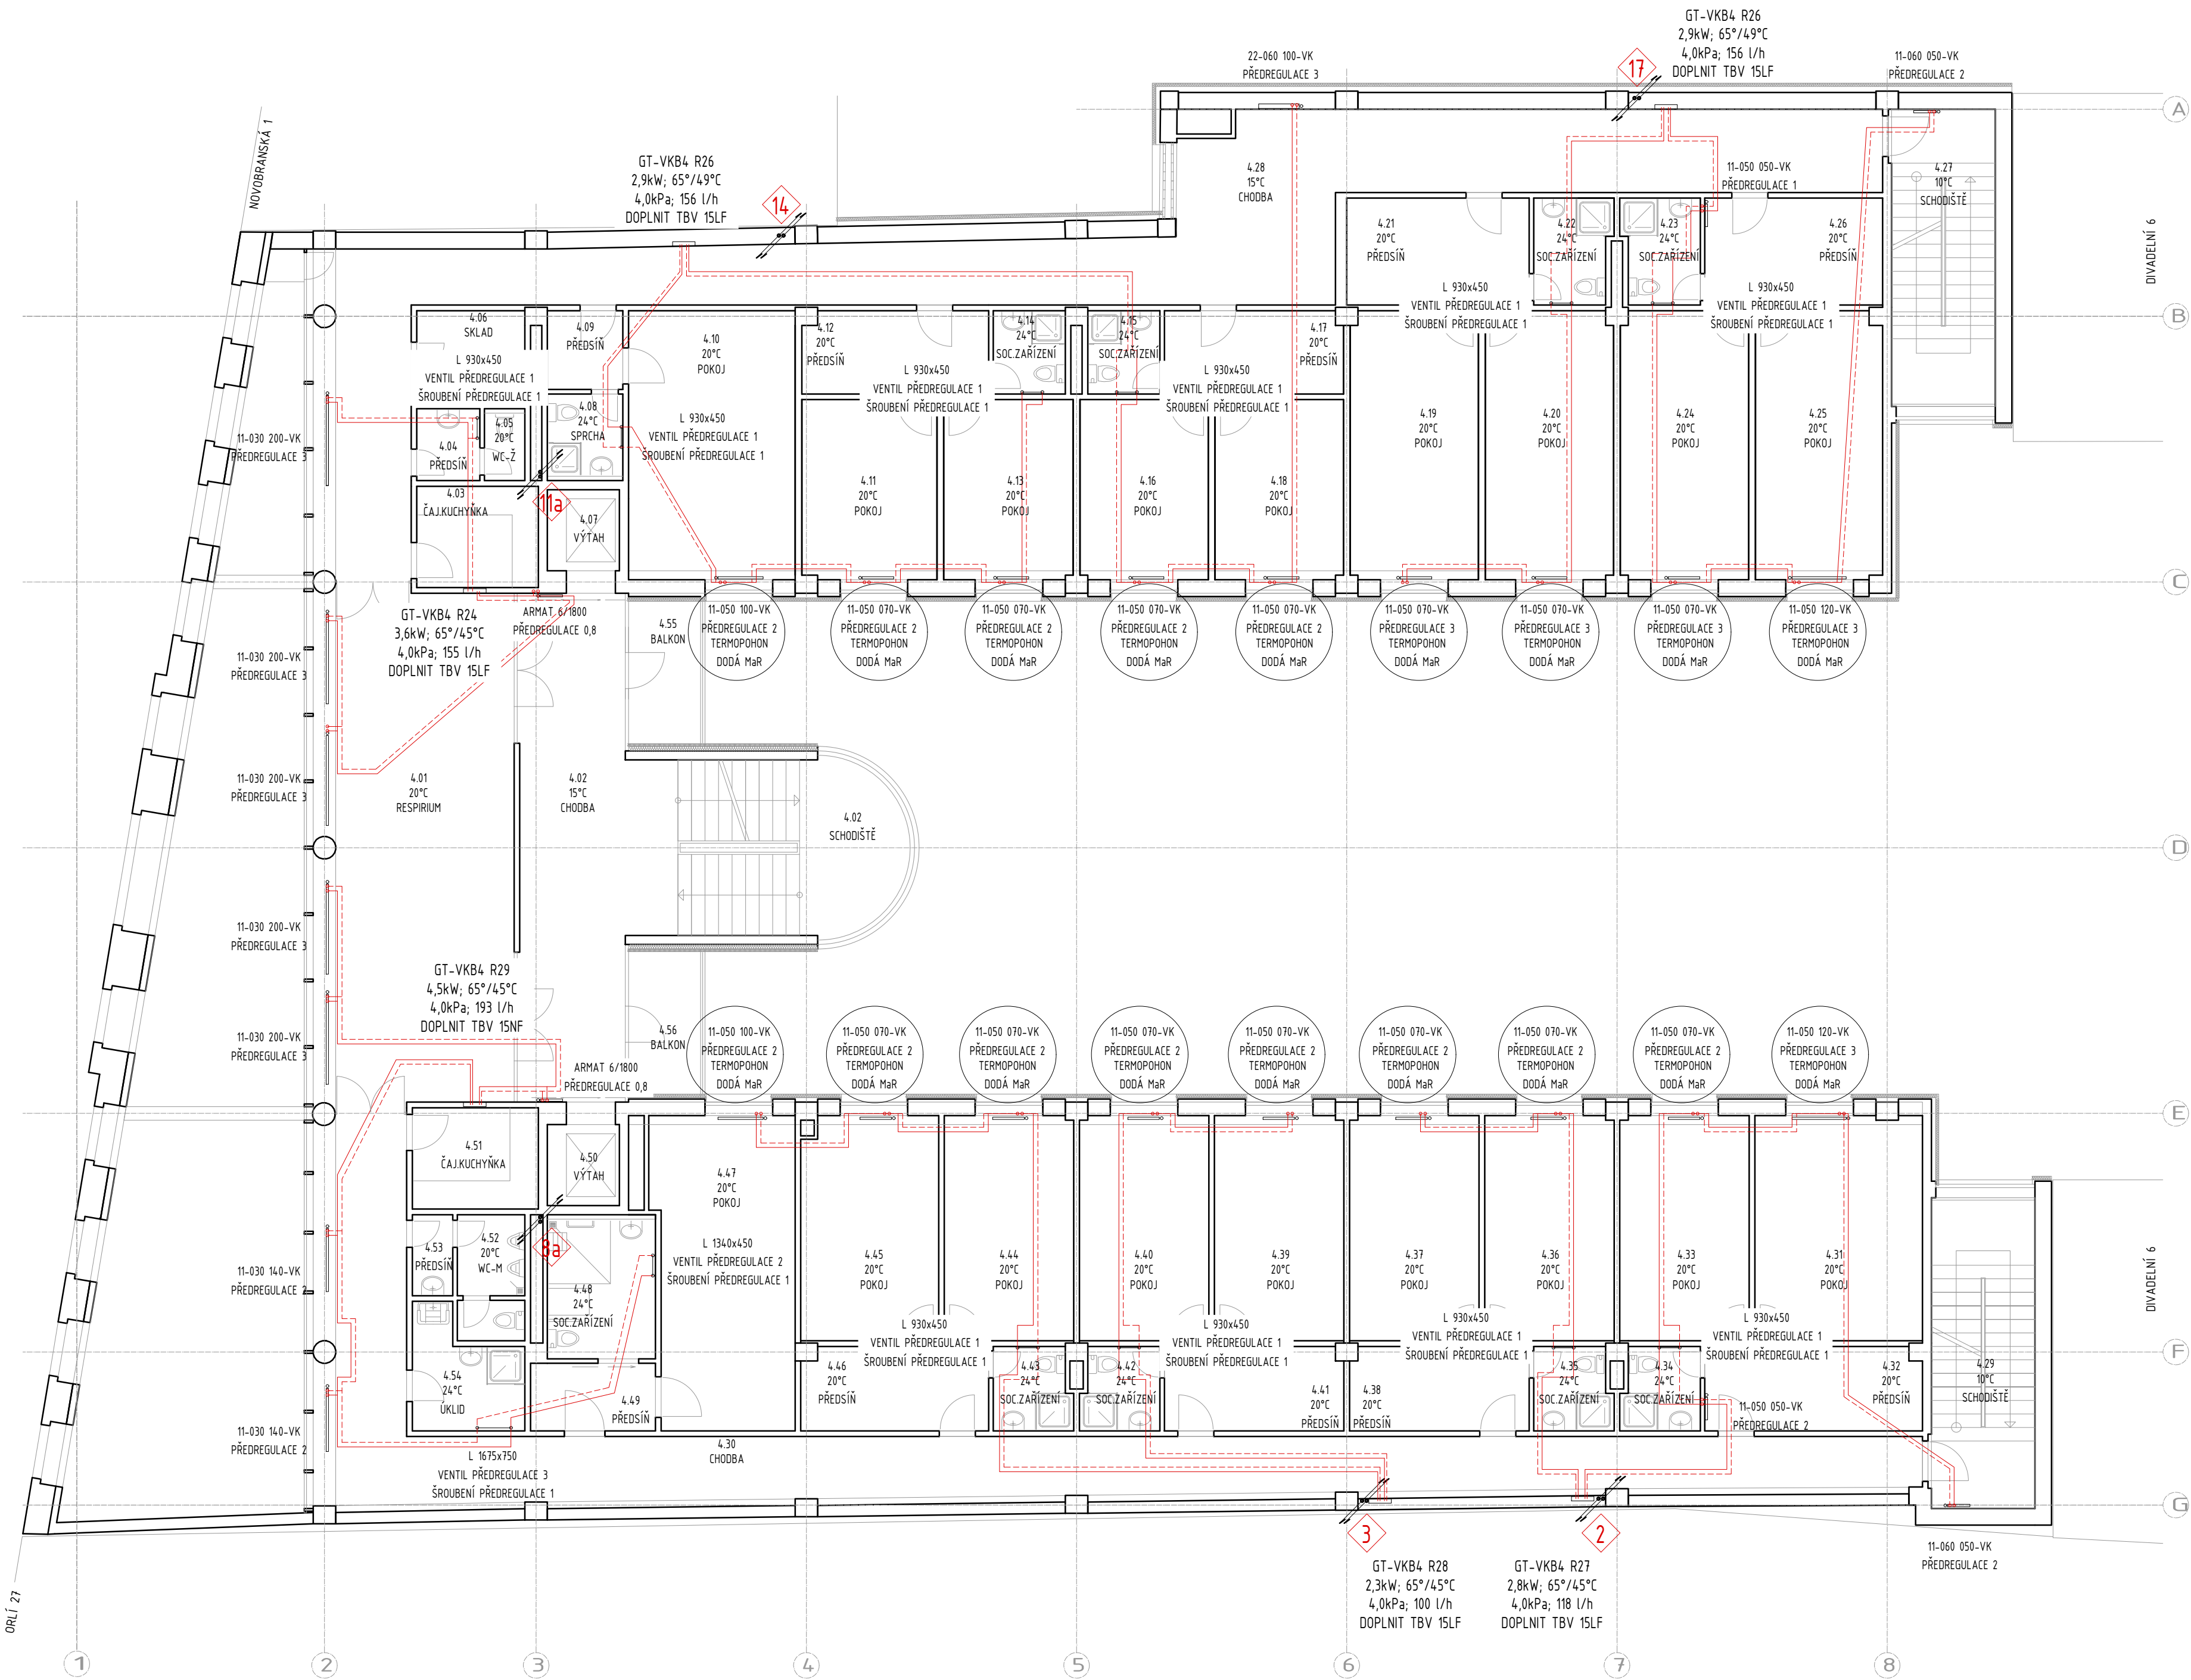 GT-VKB4 R26
2,9kW; 65°/49°C
4,0kPa; 156 l/h
DOPLNIT TBV 15LF
17
22-060 100-VK
PŘEDREGULACE 3
11-060 050-VK
PŘEDREGULACE 2
A
NOVOBRANSKÁ 1
GT-VKB4 R26
2,9kW; 65°/49°C
4,0kPa; 156 l/h
DOPLNIT TBV 15LF
14
4.28
15°C
CHODBA
11-050 050-VK
PŘEDREGULACE 1
4.27
10°C
SCHODIŠTĚ
DIVADELNÍ 6
4.21
20°C
PŘEDSÍŇ
4.22
24°C
SOC.ZAŘÍZENÍ
4.23
24°C
SOC.ZAŘÍZENÍ
4.26
20°C
PŘEDSÍŇ
L 930x450
VENTIL PŘEDREGULACE 1
ŠROUBENÍ PŘEDREGULACE 1
L 930x450
VENTIL PŘEDREGULACE 1
ŠROUBENÍ PŘEDREGULACE 1
B
4.06
SKLAD
4.09
PŘEDSÍŇ
4.10
20°C
POKOJ
4.12
20°C
PŘEDSÍŇ
4.14
24°C
SOC.ZAŘÍZENÍ
4.15
24°C
SOC.ZAŘÍZENÍ
4.17
20°C
PŘEDSÍŇ
L 930x450
VENTIL PŘEDREGULACE 1
ŠROUBENÍ PŘEDREGULACE 1
L 930x450
VENTIL PŘEDREGULACE 1
ŠROUBENÍ PŘEDREGULACE 1
L 930x450
VENTIL PŘEDREGULACE 1
ŠROUBENÍ PŘEDREGULACE 1
L 930x450
VENTIL PŘEDREGULACE 1
ŠROUBENÍ PŘEDREGULACE 1
11-030 200-VK
PŘEDREGULACE 3
4.04
PŘEDSÍŇ
4.05
20°C
WC-Ž
4.08
24°C
SPRCHA
4.19
20°C
POKOJ
4.20
20°C
POKOJ
4.24
20°C
POKOJ
4.25
20°C
POKOJ
4.03
ČAJ.KUCHYŇKA
11a
4.07
VÝTAH
4.11
20°C
POKOJ
4.13
20°C
POKOJ
4.16
20°C
POKOJ
4.18
20°C
POKOJ
C
GT-VKB4 R24
3,6kW; 65°/45°C
4,0kPa; 155 l/h
DOPLNIT TBV 15LF
ARMAT 6/1800
PŘEDREGULACE 0,8
4.55
BALKON
11-050 100-VK
PŘEDREGULACE 2
TERMOPOHON
DODÁ MaR
11-050 070-VK
PŘEDREGULACE 2
TERMOPOHON
DODÁ MaR
11-050 070-VK
PŘEDREGULACE 2
TERMOPOHON
DODÁ MaR
11-050 070-VK
PŘEDREGULACE 2
TERMOPOHON
DODÁ MaR
11-050 070-VK
PŘEDREGULACE 2
TERMOPOHON
DODÁ MaR
11-050 070-VK
PŘEDREGULACE 3
TERMOPOHON
DODÁ MaR
11-050 070-VK
PŘEDREGULACE 3
TERMOPOHON
DODÁ MaR
11-050 070-VK
PŘEDREGULACE 3
TERMOPOHON
DODÁ MaR
11-050 120-VK
PŘEDREGULACE 3
TERMOPOHON
DODÁ MaR
11-030 200-VK
PŘEDREGULACE 3
11-030 200-VK
PŘEDREGULACE 3
4.01
20°C
RESPIRIUM
4.02
15°C
CHODBA
4.02
SCHODIŠTĚ
D
11-030 200-VK
PŘEDREGULACE 3
GT-VKB4 R29
4,5kW; 65°/45°C
4,0kPa; 193 l/h
DOPLNIT TBV 15NF
11-030 200-VK
PŘEDREGULACE 3
4.56
BALKON
ARMAT 6/1800
PŘEDREGULACE 0,8
11-050 100-VK
PŘEDREGULACE 2
TERMOPOHON
DODÁ MaR
11-050 070-VK
PŘEDREGULACE 2
TERMOPOHON
DODÁ MaR
11-050 070-VK
PŘEDREGULACE 2
TERMOPOHON
DODÁ MaR
11-050 070-VK
PŘEDREGULACE 2
TERMOPOHON
DODÁ MaR
11-050 070-VK
PŘEDREGULACE 2
TERMOPOHON
DODÁ MaR
11-050 070-VK
PŘEDREGULACE 2
TERMOPOHON
DODÁ MaR
11-050 070-VK
PŘEDREGULACE 2
TERMOPOHON
DODÁ MaR
11-050 070-VK
PŘEDREGULACE 2
TERMOPOHON
DODÁ MaR
11-050 120-VK
PŘEDREGULACE 3
TERMOPOHON
DODÁ MaR
E
4.51
ČAJ.KUCHYŇKA
4.50
VÝTAH
4.47
20°C
POKOJ
4.53
PŘEDSÍŇ
4.52
20°C
WC-M
8a
L 1340x450
VENTIL PŘEDREGULACE 2
ŠROUBENÍ PŘEDREGULACE 1
4.45
20°C
POKOJ
4.44
20°C
POKOJ
4.40
20°C
POKOJ
4.39
20°C
POKOJ
4.37
20°C
POKOJ
4.36
20°C
POKOJ
4.33
20°C
POKOJ
4.31
20°C
POKOJ
DIVADELNÍ 6
11-030 140-VK
PŘEDREGULACE 2
4.48
24°C
SOC.ZAŘÍZENÍ
L 930x450
VENTIL PŘEDREGULACE 1
ŠROUBENÍ PŘEDREGULACE 1
L 930x450
VENTIL PŘEDREGULACE 1
ŠROUBENÍ PŘEDREGULACE 1
L 930x450
VENTIL PŘEDREGULACE 1
ŠROUBENÍ PŘEDREGULACE 1
L 930x450
VENTIL PŘEDREGULACE 1
ŠROUBENÍ PŘEDREGULACE 1
F
4.54
24°C
ÚKLID
4.49
PŘEDSÍŇ
4.46
20°C
PŘEDSÍŇ
4.43
24°C
SOC.ZAŘÍZENÍ
4.42
24°C
SOC.ZAŘÍZENÍ
4.41
20°C
PŘEDSÍŇ
4.38
20°C
PŘEDSÍŇ
4.35
24°C
SOC.ZAŘÍZENÍ
4.34
24°C
SOC.ZAŘÍZENÍ
11-050 050-VK
PŘEDREGULACE 2
4.32
20°C
PŘEDSÍŇ
4.29
10°C
SCHODIŠTĚ
11-030 140-VK
PŘEDREGULACE 2
L 1675x750
VENTIL PŘEDREGULACE 3
ŠROUBENÍ PŘEDREGULACE 1
4.30
CHODBA
G
3
2
GT-VKB4 R28
2,3kW; 65°/45°C
4,0kPa; 100 l/h
DOPLNIT TBV 15LF
GT-VKB4 R27
2,8kW; 65°/45°C
4,0kPa; 118 l/h
DOPLNIT TBV 15LF
11-060 050-VK
PŘEDREGULACE 2
ORLÍ 27
1
2
3
4
5
6
7
8